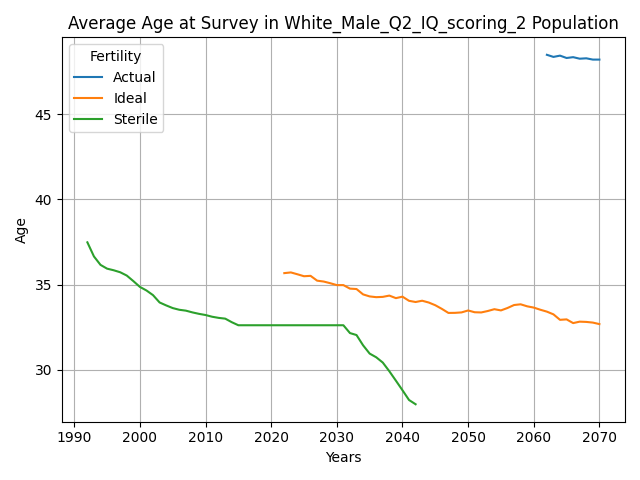 Average Age at Survey in White_Male_Q2_IQ_scoring_2 Population
Fertility
Actual
Ideal
Sterile
45
40
35
30
Age
1990 2000 2010 2020 2030 2040 2050 2060 2070
Years